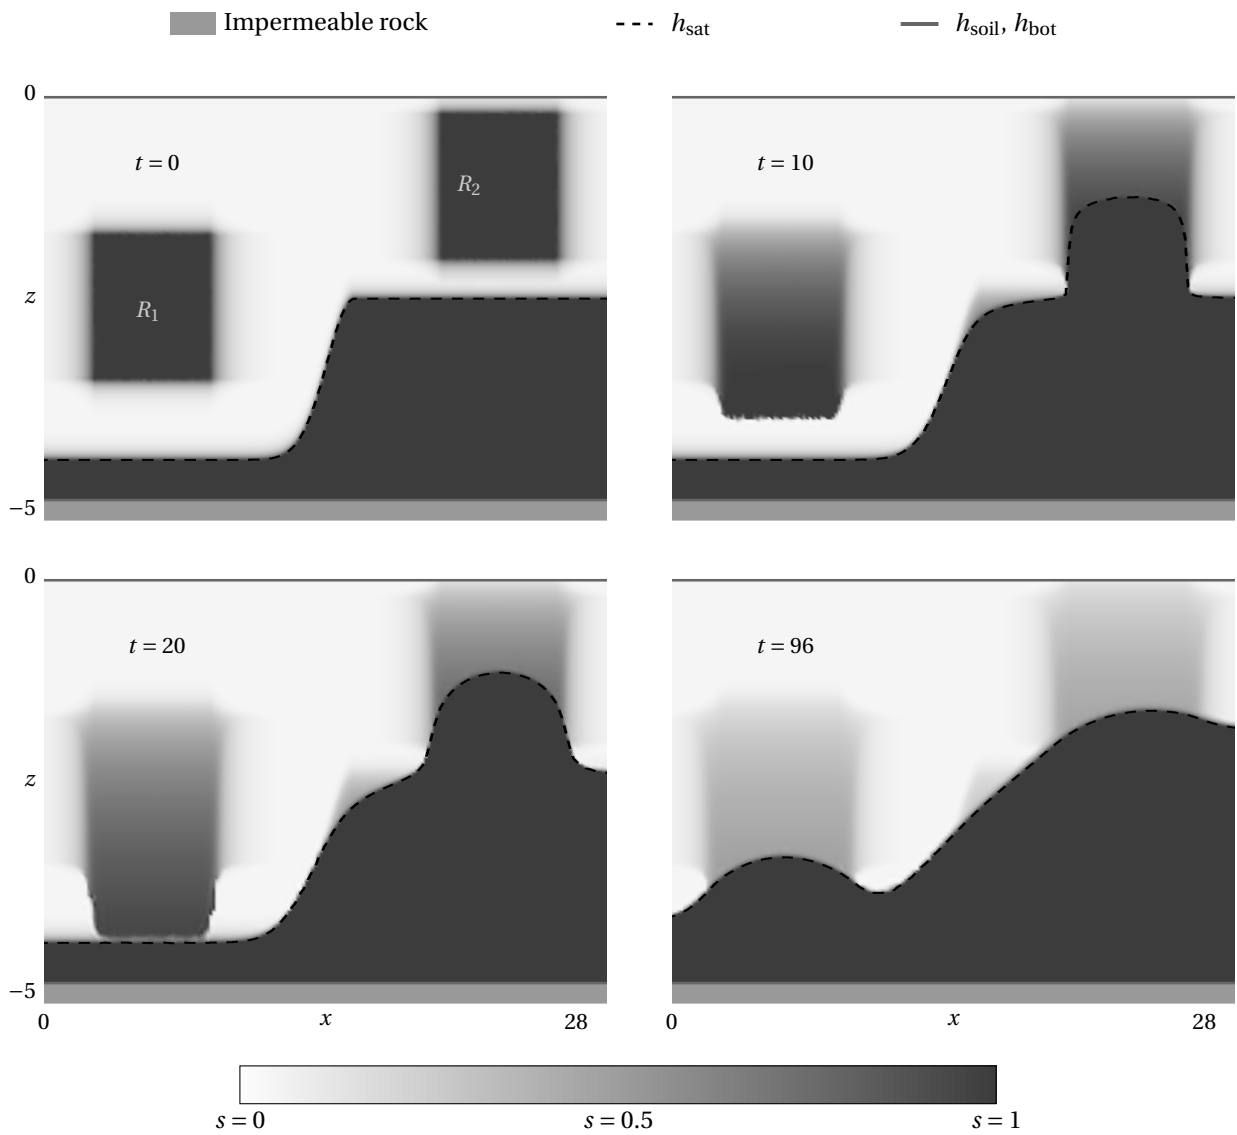 Impermeable rock h_sat h_soil, h_bot
0
t = 0 t = 10
R_2
R_1
z
−5
0
t = 20 t = 96
z
−5
0 x 28 0 x 28
s = 0 s = 0.5 s = 1